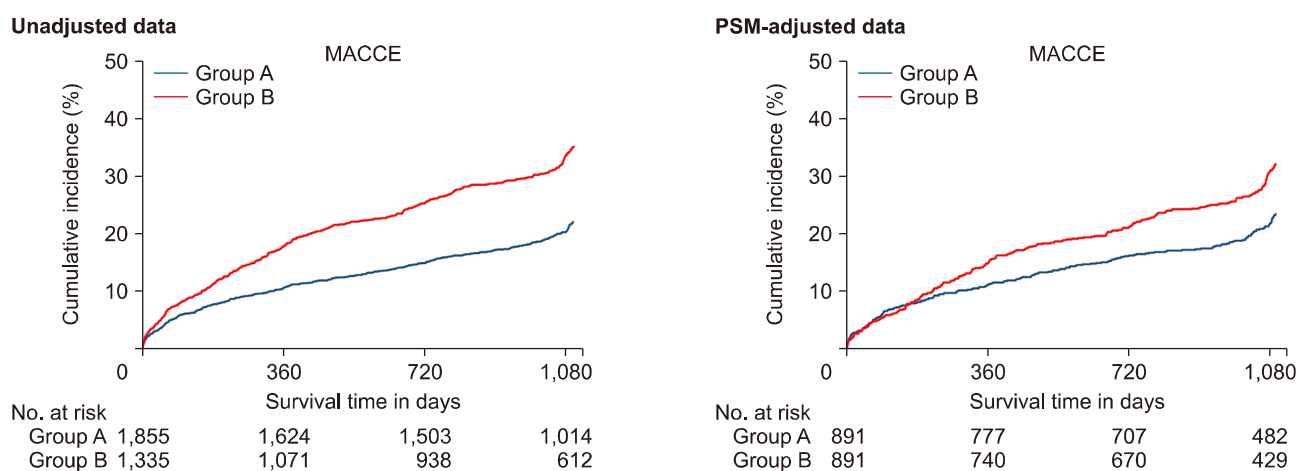 Unadjusted data
MACCE
Group A
Group B
Cumulative incidence (%)
50
40
30
20
10
0 360 720 1,080
Survival time in days
No. at risk
Group A 1,855 1,624 1,503 1,014
Group B 1,335 1,071 938 612
PSM-adjusted data
MACCE
Group A
Group B
Cumulative incidence (%)
50
40
30
20
10
0 360 720 1,080
Survival time in days
No. at risk
Group A 891 777 707 482
Group B 891 740 670 429